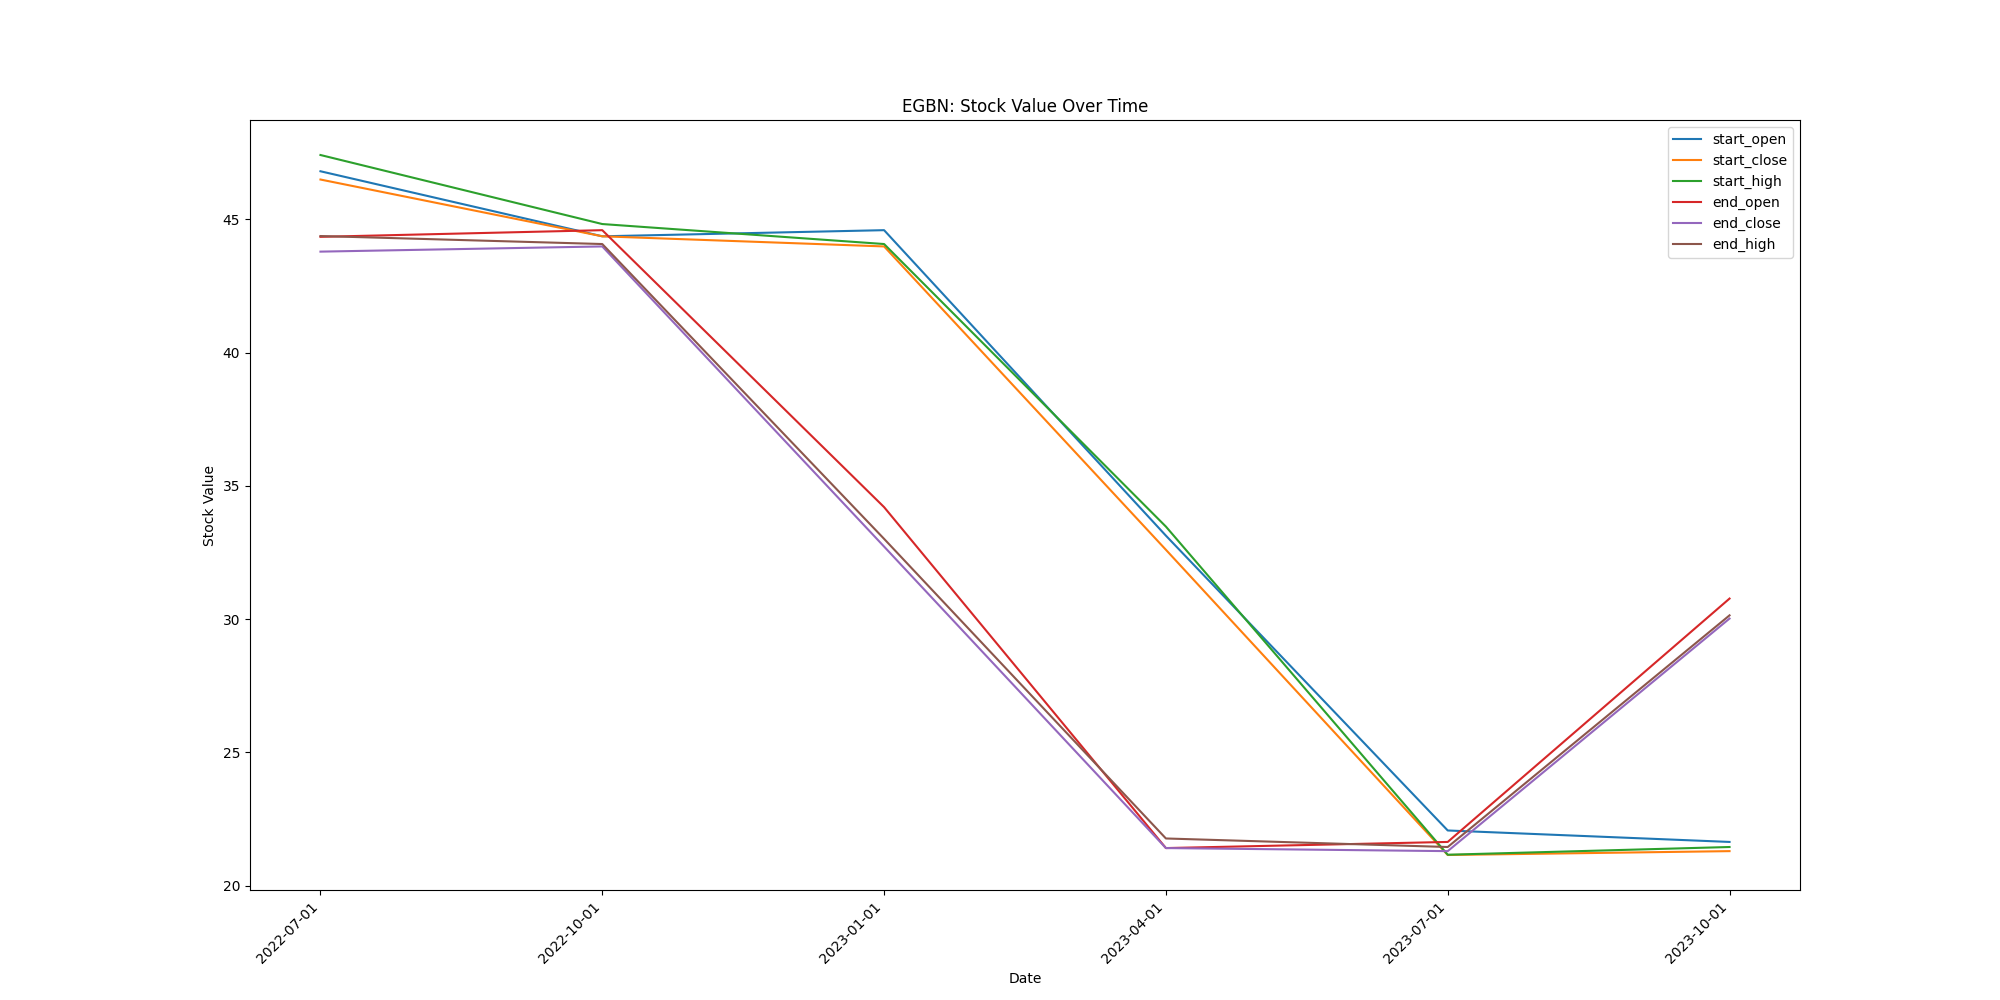 EGBN: Stock Value Over Time
start_open
start_close
start_high
end_open
end_close
end_high
Stock Value
45
40
35
30
25
20
2022-07-01
2022-10-01
2023-01-01
2023-04-01
2023-07-01
2023-10-01
Date